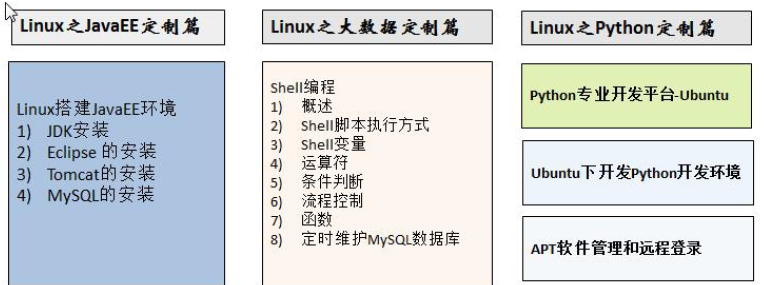 Linux之JavaEE定制篇
Linux搭建JavaEE环境
1) JDK安装
2) Eclipse 的安装
3) Tomcat的安装
4) MySQL的安装
Linux之大数据定制篇
Shell编程
1) 概述
2) Shell脚本执行方式
3) Shell变量
4) 运算符
5) 条件判断
6) 流程控制
7) 函数
8) 定时维护MySQL数据库
Linux之Python定制篇
Python专业开发平台-Ubuntu
Ubuntu下开发Python开发环境
APT软件管理和远程登录